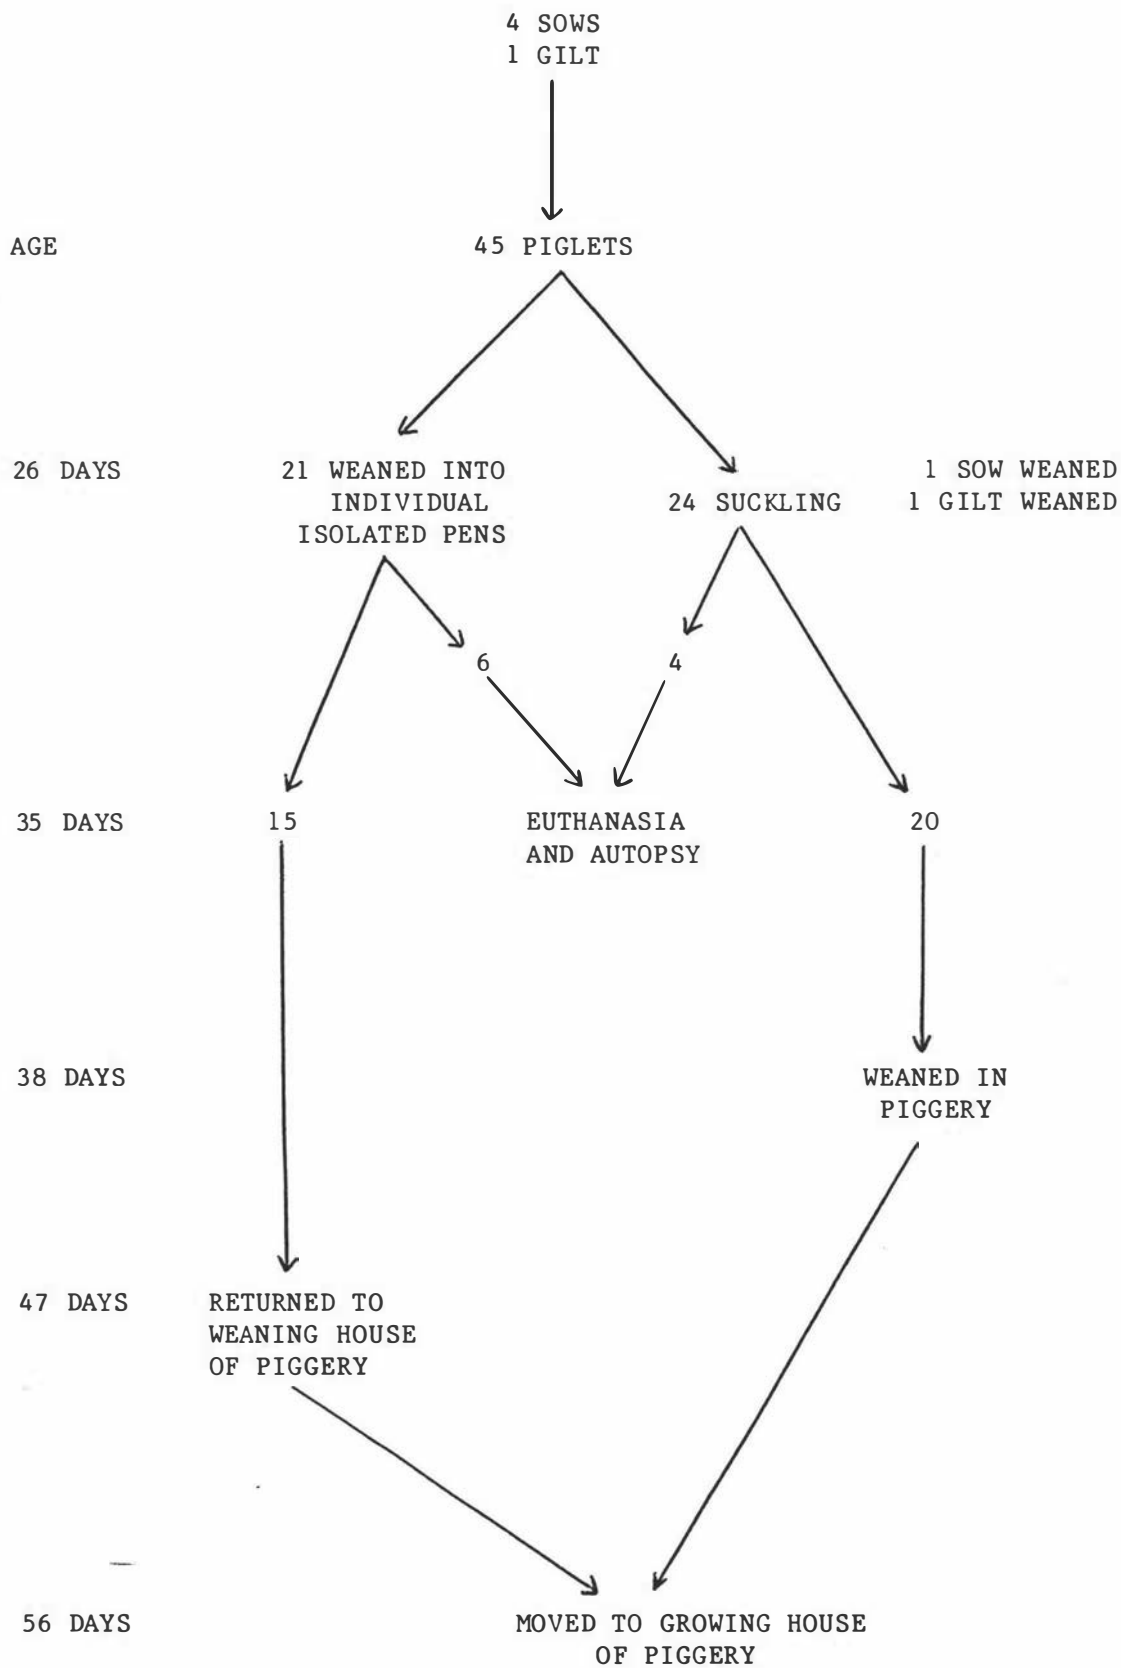 4 SOWS
1 GILT
AGE
45 PIGLETS
26 DAYS
21 WEANED INTO
INDIVIDUAL
ISOLATED PENS
24 SUCKLING
1 SOW WEANED
1 GILT WEANED
6
4
35 DAYS
15
EUTHANASIA
AND AUTOPSY
20
38 DAYS
WEANED IN
PIGGERY
47 DAYS
RETURNED TO
WEANING HOUSE
OF PIGGERY
56 DAYS
MOVED TO GROWING HOUSE
OF PIGGERY